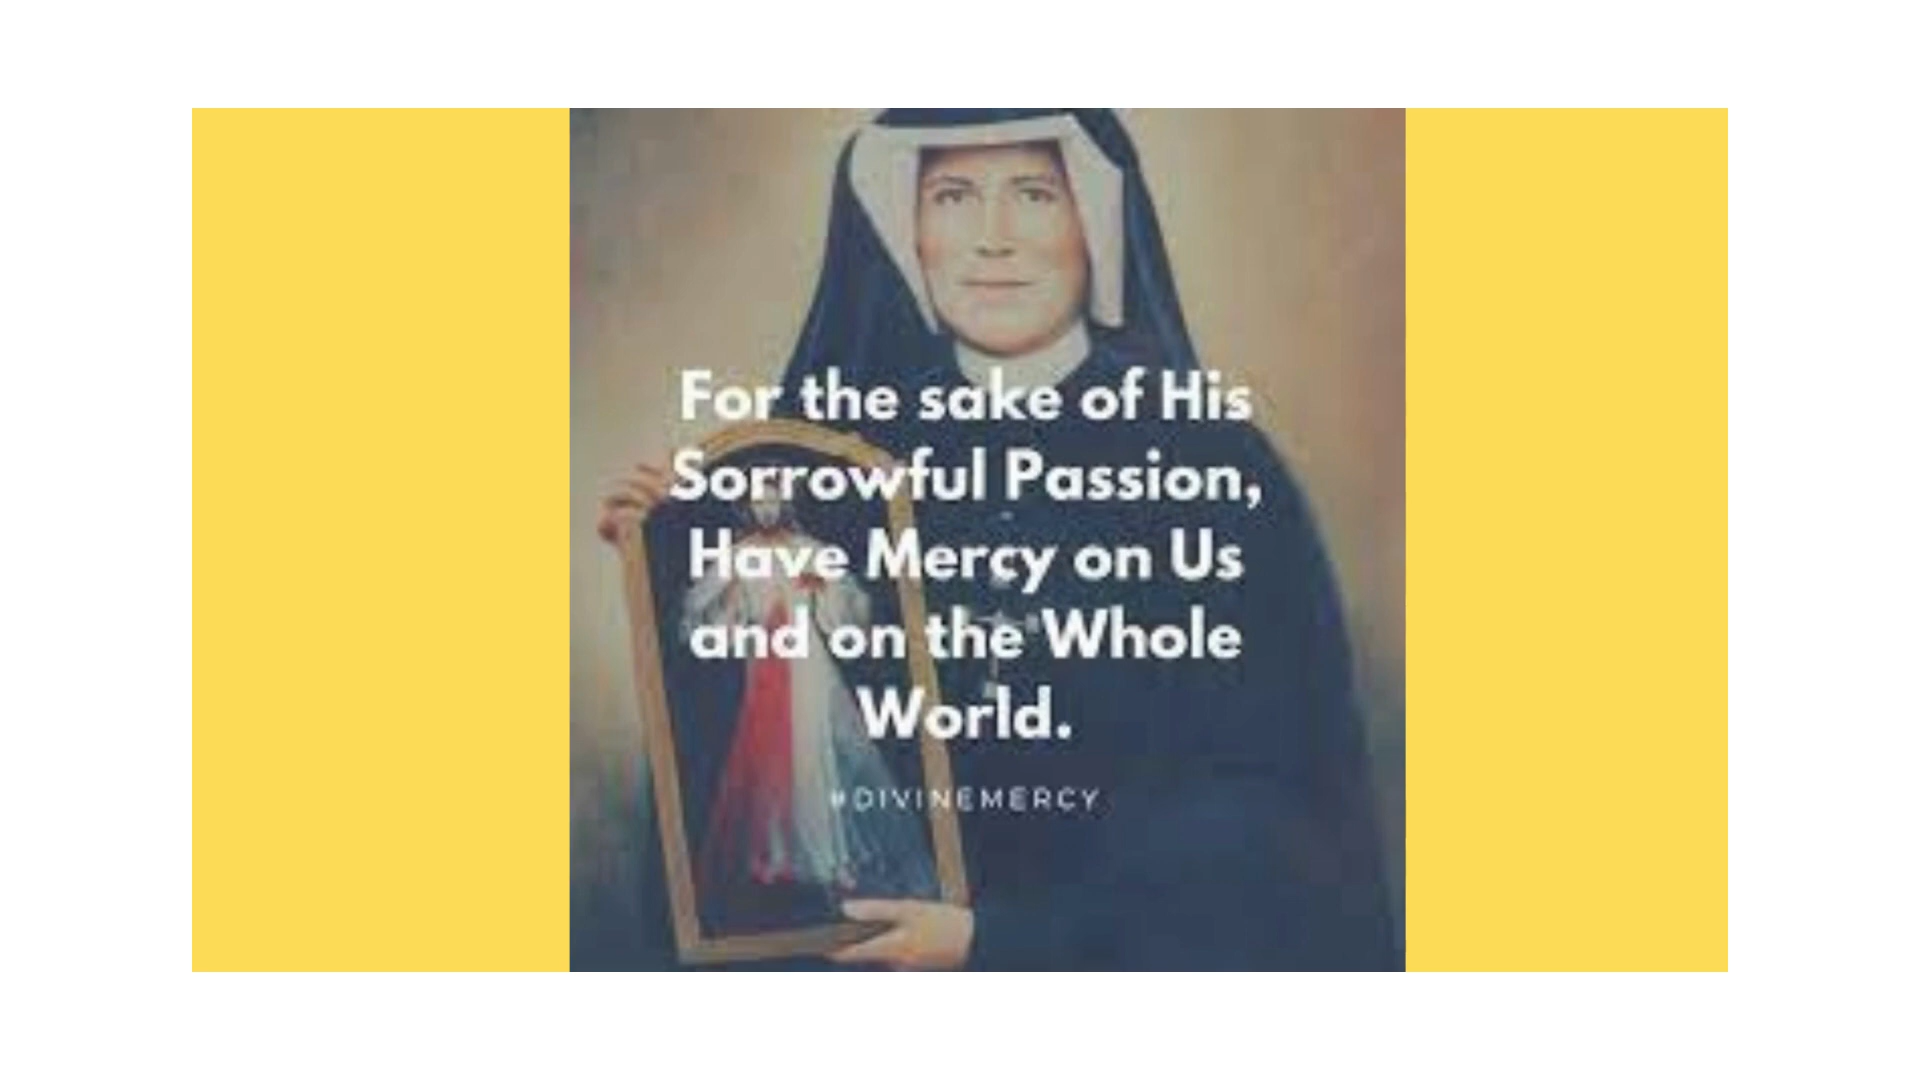 For the sake of His
Sorrowful Passion,
Have Mercy on Us
and on the Whole
World.
#DIVINEMERCY